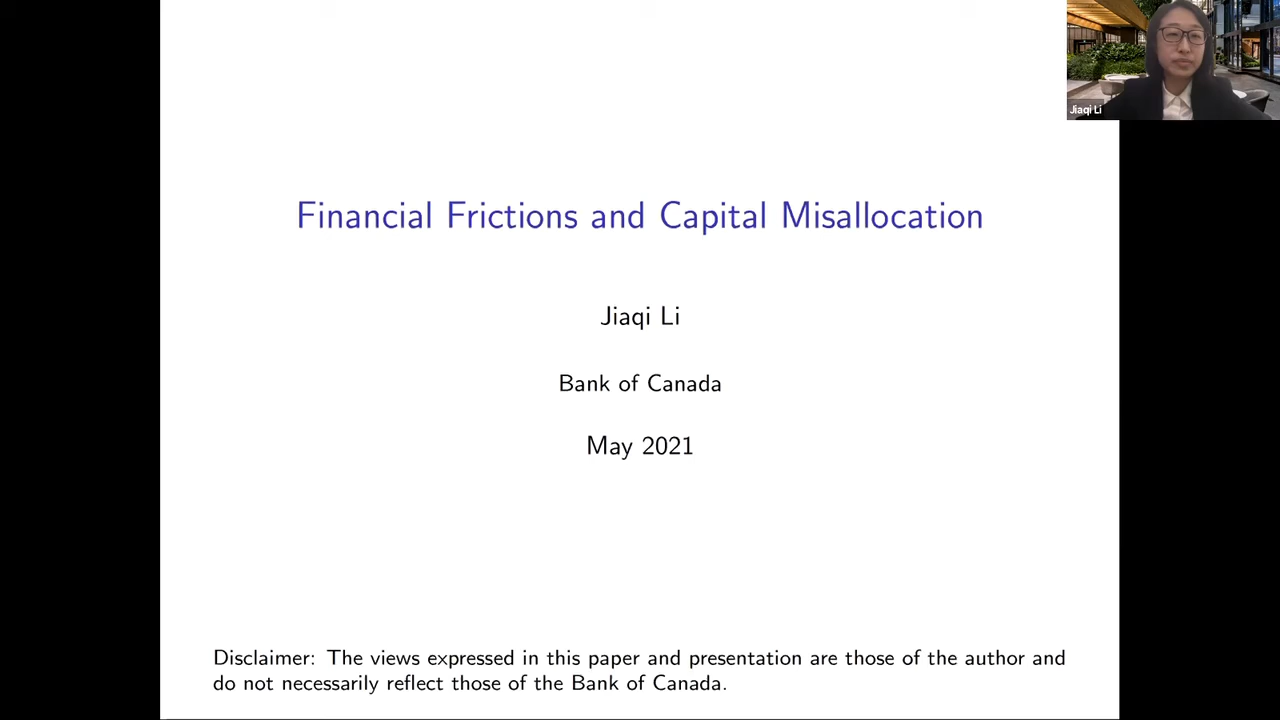 Jiaqi Li
Financial Frictions and Capital Misallocation
Jiaqi Li
Bank of Canada
May 2021
Disclaimer: The views expressed in this paper and presentation are those of the author and
do not necessarily reflect those of the Bank of Canada.